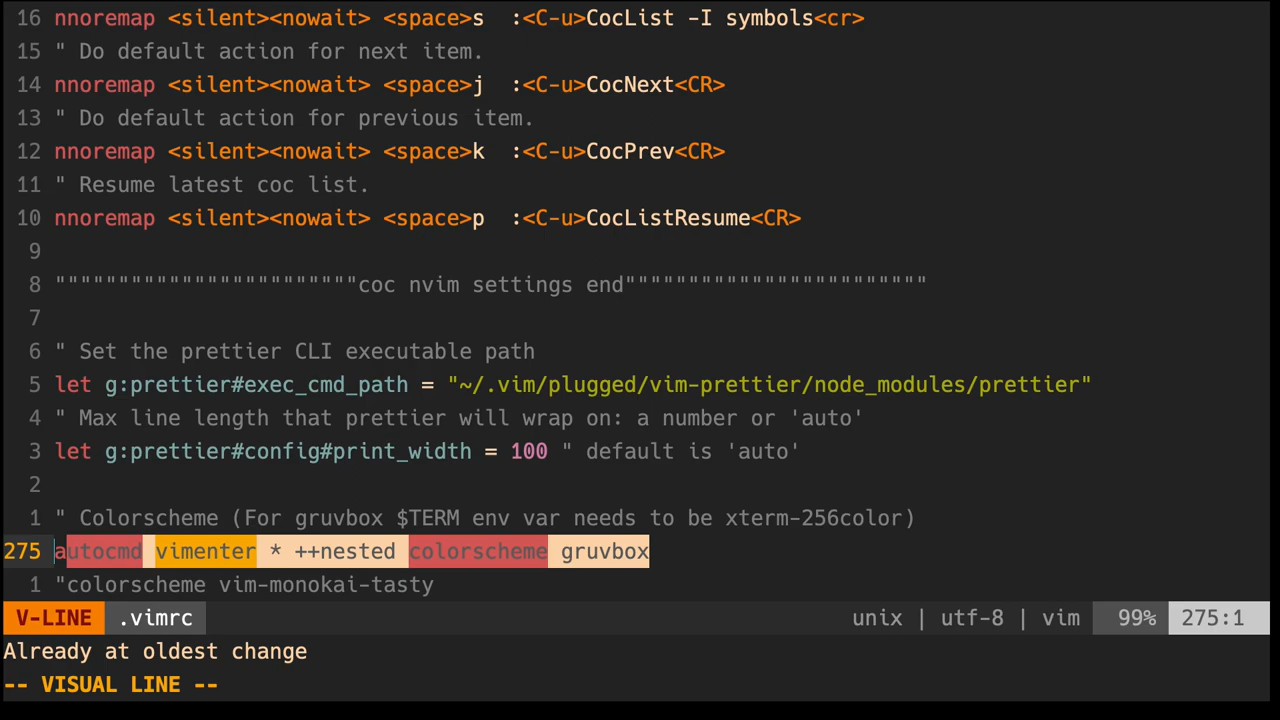 16 nnoremap <silent><nowait> <space>s  :<C-u>CocList -I symbols<cr>
15 " Do default action for next item.
14 nnoremap <silent><nowait> <space>j  :<C-u>CocNext<CR>
13 " Do default action for previous item.
12 nnoremap <silent><nowait> <space>k  :<C-u>CocPrev<CR>
11 " Resume latest coc list.
10 nnoremap <silent><nowait> <space>p  :<C-u>CocListResume<CR>
9
8 """"""""""""""""""""""""coc nvim settings end""""""""""""""""""""""""
7
6 " Set the prettier CLI executable path
5 let g:prettier#exec_cmd_path = "~/.vim/plugged/vim-prettier/node_modules/prettier"
4 " Max line length that prettier will wrap on: a number or 'auto'
3 let g:prettier#config#print_width = 100 " default is 'auto'
2
1 " Colorscheme (For gruvbox $TERM env var needs to be xterm-256color)
275 autocmd vimenter * ++nested colorscheme gruvbox
1 "colorscheme vim-monokai-tasty
V-LINE .vimrc unix | utf-8 | vim 99% 275:1
Already at oldest change
-- VISUAL LINE --